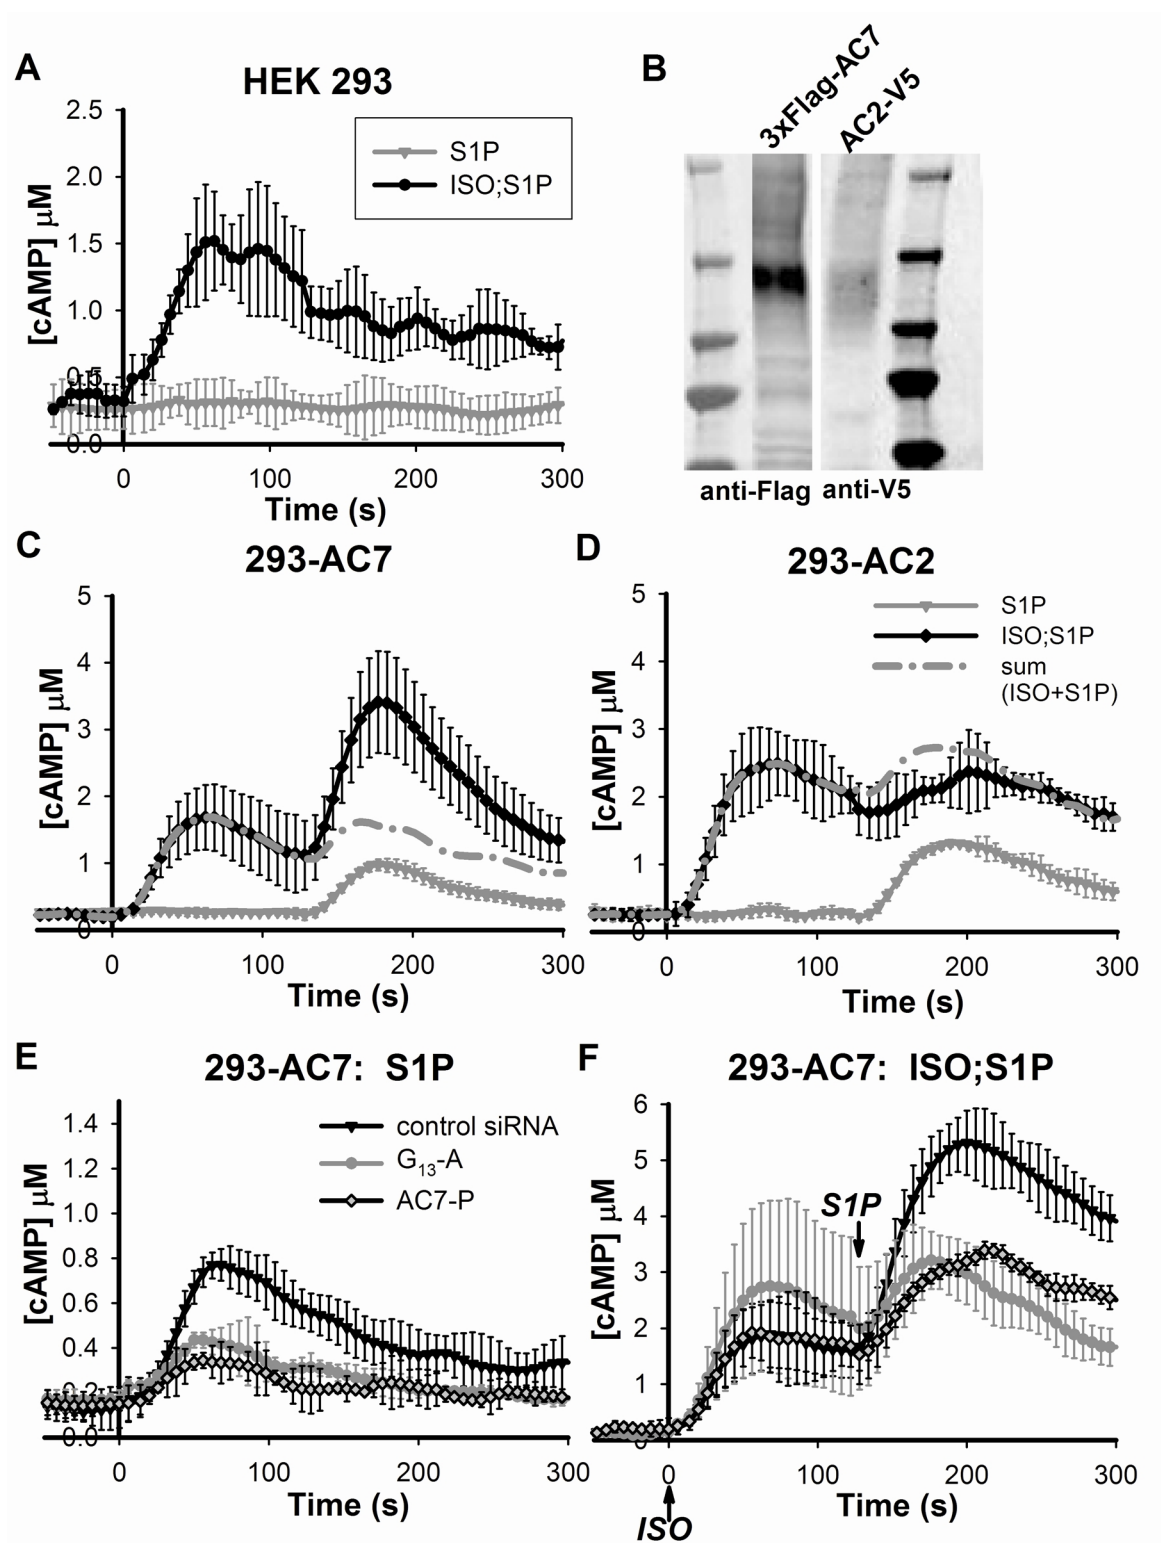 A
HEK 293
2.5
2.0
1.5
1.0
0.5
0.0
[cAMP] μM
S1P
ISO;S1P
0 100 200 300
Time (s)
B
3xFlag-AC7
AC2-V5
anti-Flag anti-V5
C
293-AC7
5
4
3
2
1
0
[cAMP] μM
0 100 200 300
Time (s)
D
293-AC2
5
4
3
2
1
0
[cAMP] μM
S1P
ISO;S1P
sum
(ISO+S1P)
0 100 200 300
Time (s)
E
293-AC7: S1P
1.4
1.2
1.0
0.8
0.6
0.4
0.2
0.0
[cAMP] μM
control siRNA
G13-A
AC7-P
0 100 200 300
Time (s)
F
293-AC7: ISO;S1P
6
5
4
3
2
1
0
[cAMP] μM
S1P
0 100 200 300
Time (s)
ISO